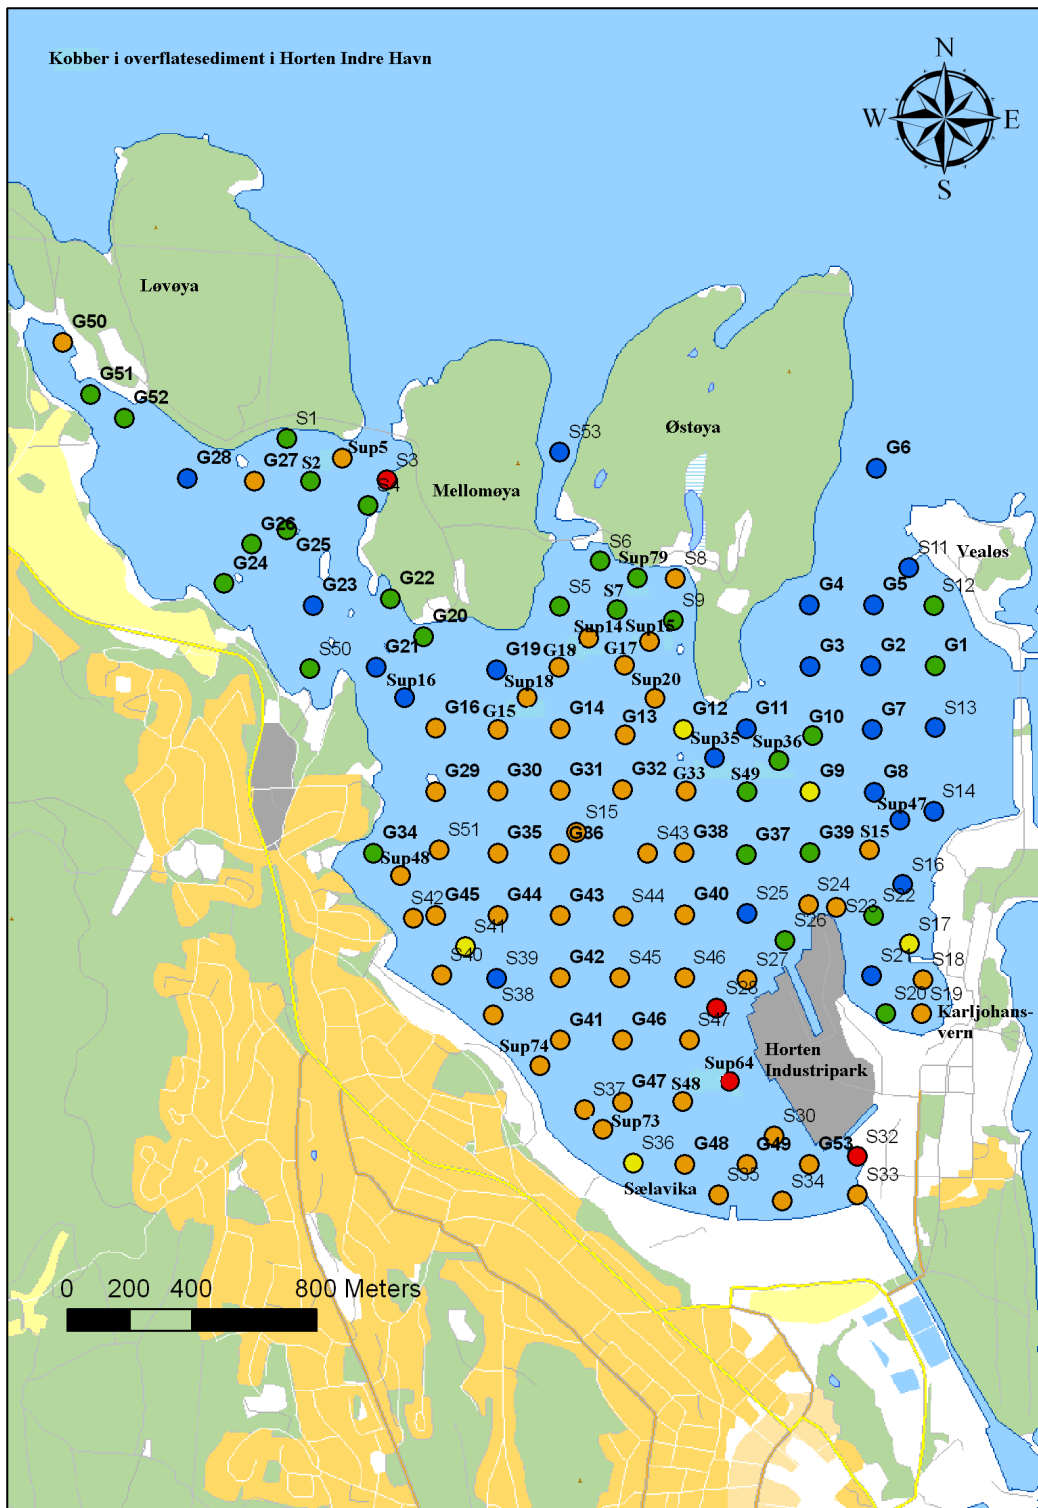 Kobber i overflatesediment i Horten Indre Havn
N
W E
S
Løvøya
G50
G51
G52
S1
Sup5
S53
Østøya
G28
G27
S2
S3
S4
Mellomøya
G6
G26
G25
G24
G23
G22
G20
S6
Sup79
S8
S11
Vealøs
S5
S7
S9
G4
G5
S12
Sup14
Sup15
S50
G21
G19
G18
G17
G3
G2
G1
Sup16
Sup18
Sup20
G16
G15
G14
G13
G12
G11
G10
G7
S13
Sup35
Sup36
G29
G30
G31
G32
G33
S49
G9
G8
S14
Sup47
S15
G34
S51
G35
G36
S43
G38
G37
G39
S15
Sup48
S16
S42
G45
G44
G43
S44
G40
S25
S24
S23
S22
S41
S26
S17
S40
S39
G42
S45
S46
S27
S21
S18
S38
S28
S20
S19
Karljohans-
vern
G41
G46
S47
Sup74
Sup64
Horten
Industripark
S37
G47
S48
Sup73
S30
S36
G48
G49
G53
S32
Sælavika
S35
S34
S33
0 200 400 800 Meters